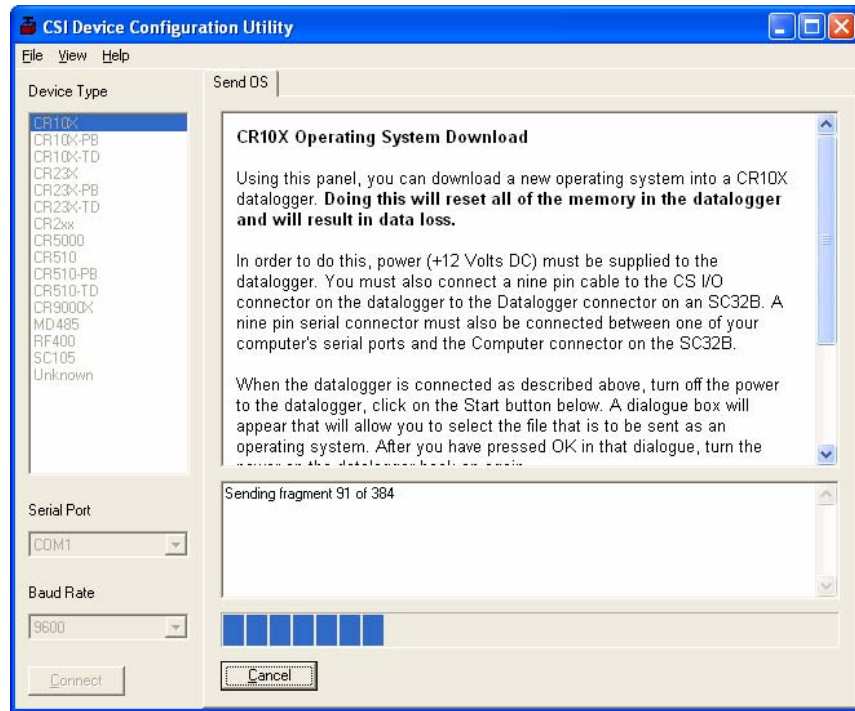 CSI Device Configuration Utility
File View Help
Device Type
CR10X
CR10X-PB
CR10X-TD
CR23X
CR23X-PB
CR23X-TD
CR2xx
CR5000
CR510
CR510-PB
CR510-TD
CR9000X
MD485
RF400
SC105
Unknown
Serial Port
COM1
Baud Rate
9600
Connect
Send OS
CR10X Operating System Download
Using this panel, you can download a new operating system into a CR10X
datalogger. Doing this will reset all of the memory in the datalogger
and will result in data loss.
In order to do this, power (+12 Volts DC) must be supplied to the
datalogger. You must also connect a nine pin cable to the CS I/O
connector on the datalogger to the Datalogger connector on an SC32B. A
nine pin serial connector must also be connected between one of your
computer's serial ports and the Computer connector on the SC32B.
When the datalogger is connected as described above, turn off the power
to the datalogger, click on the Start button below. A dialogue box will
appear that will allow you to select the file that is to be sent as an
operating system. After you have pressed OK in that dialogue, turn the
Sending fragment 91 of 384
Cancel